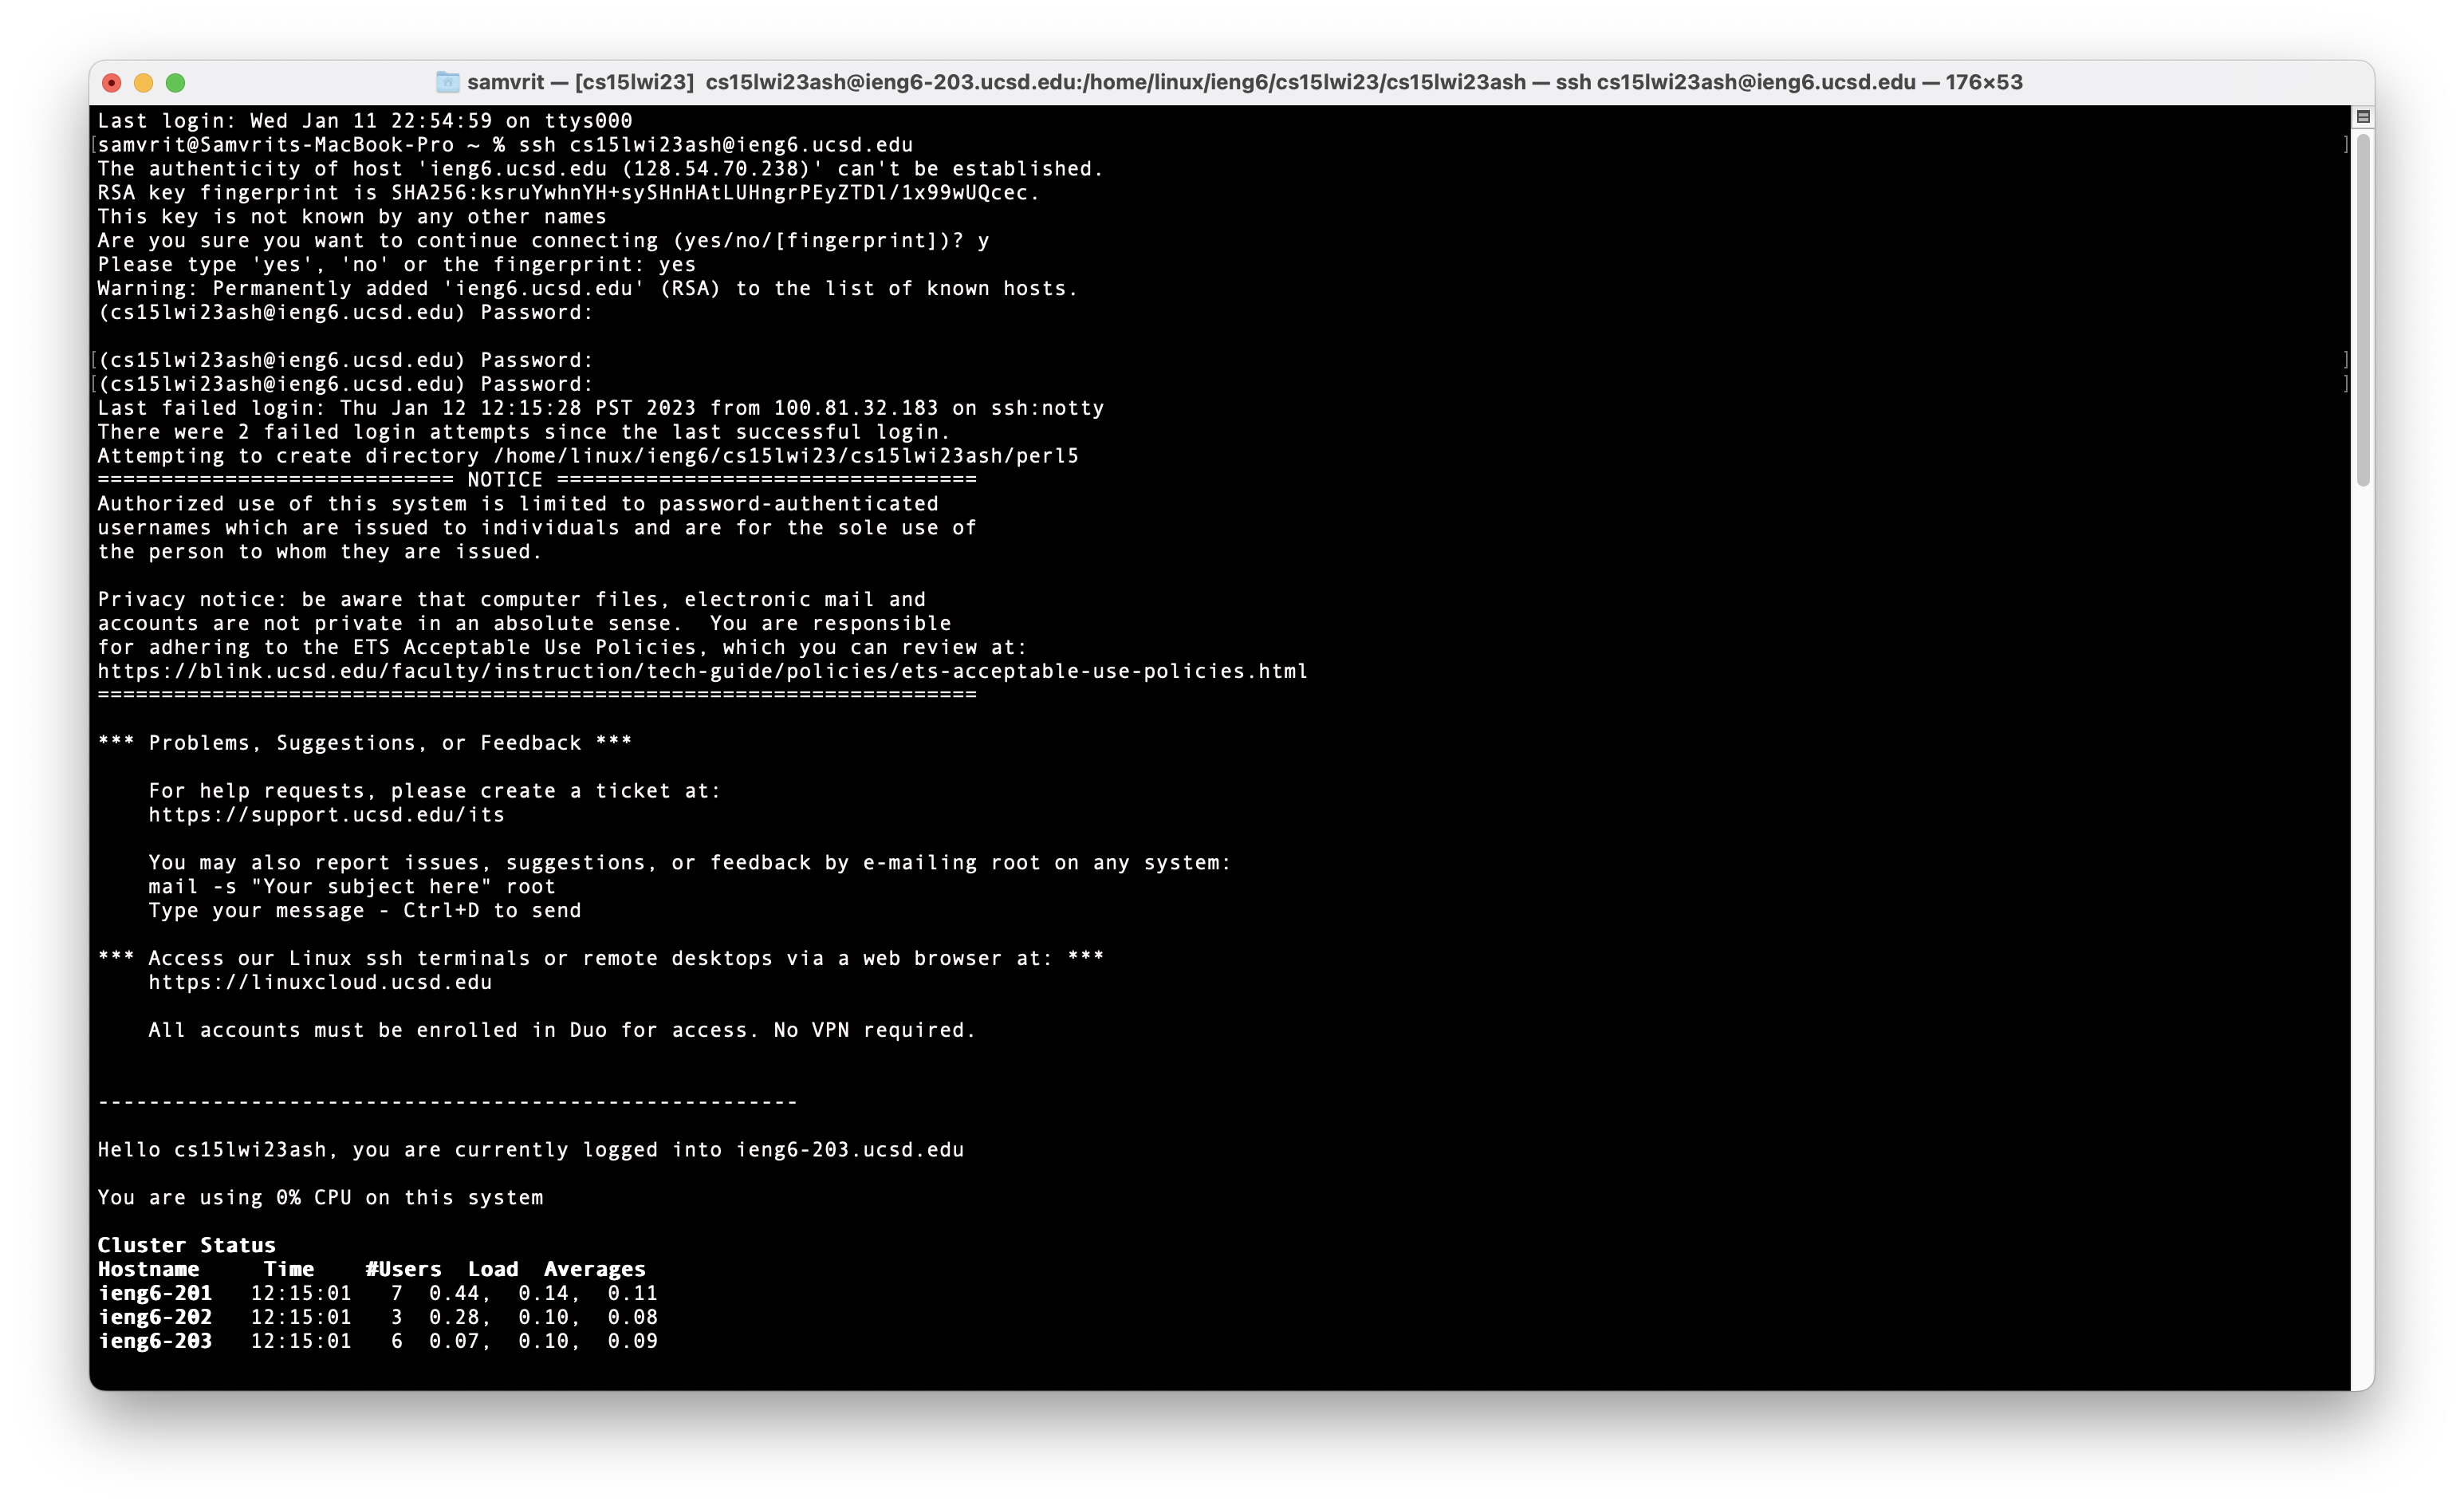 samvrit — [cs15lwi23]  cs15lwi23ash@ieng6-203.ucsd.edu:/home/linux/ieng6/cs15lwi23/cs15lwi23ash — ssh cs15lwi23ash@ieng6.ucsd.edu — 176×53
Last login: Wed Jan 11 22:54:59 on ttys000
[samvrit@Samvrits-MacBook-Pro ~ % ssh cs15lwi23ash@ieng6.ucsd.edu ]
The authenticity of host 'ieng6.ucsd.edu (128.54.70.238)' can't be established.
RSA key fingerprint is SHA256:ksruYwhnYH+sySHnHAtLUHngrPEyZTDl/1x99wUQcec.
This key is not known by any other names
Are you sure you want to continue connecting (yes/no/[fingerprint])? y
Please type 'yes', 'no' or the fingerprint: yes
Warning: Permanently added 'ieng6.ucsd.edu' (RSA) to the list of known hosts.
(cs15lwi23ash@ieng6.ucsd.edu) Password:
[(cs15lwi23ash@ieng6.ucsd.edu) Password: ]
[(cs15lwi23ash@ieng6.ucsd.edu) Password: ]
Last failed login: Thu Jan 12 12:15:28 PST 2023 from 100.81.32.183 on ssh:notty
There were 2 failed login attempts since the last successful login.
Attempting to create directory /home/linux/ieng6/cs15lwi23/cs15lwi23ash/perl5
============================ NOTICE =================================
Authorized use of this system is limited to password-authenticated
usernames which are issued to individuals and are for the sole use of
the person to whom they are issued.

Privacy notice: be aware that computer files, electronic mail and
accounts are not private in an absolute sense.  You are responsible
for adhering to the ETS Acceptable Use Policies, which you can review at:
https://blink.ucsd.edu/faculty/instruction/tech-guide/policies/ets-acceptable-use-policies.html
=====================================================================

*** Problems, Suggestions, or Feedback ***

    For help requests, please create a ticket at:
    https://support.ucsd.edu/its

    You may also report issues, suggestions, or feedback by e-mailing root on any system:
    mail -s "Your subject here" root
    Type your message - Ctrl+D to send

*** Access our Linux ssh terminals or remote desktops via a web browser at: ***
    https://linuxcloud.ucsd.edu

    All accounts must be enrolled in Duo for access. No VPN required.

-------------------------------------------------------

Hello cs15lwi23ash, you are currently logged into ieng6-203.ucsd.edu

You are using 0% CPU on this system

Cluster Status
Hostname     Time    #Users  Load  Averages
ieng6-201   12:15:01   7  0.44,  0.14,  0.11
ieng6-202   12:15:01   3  0.28,  0.10,  0.08
ieng6-203   12:15:01   6  0.07,  0.10,  0.09